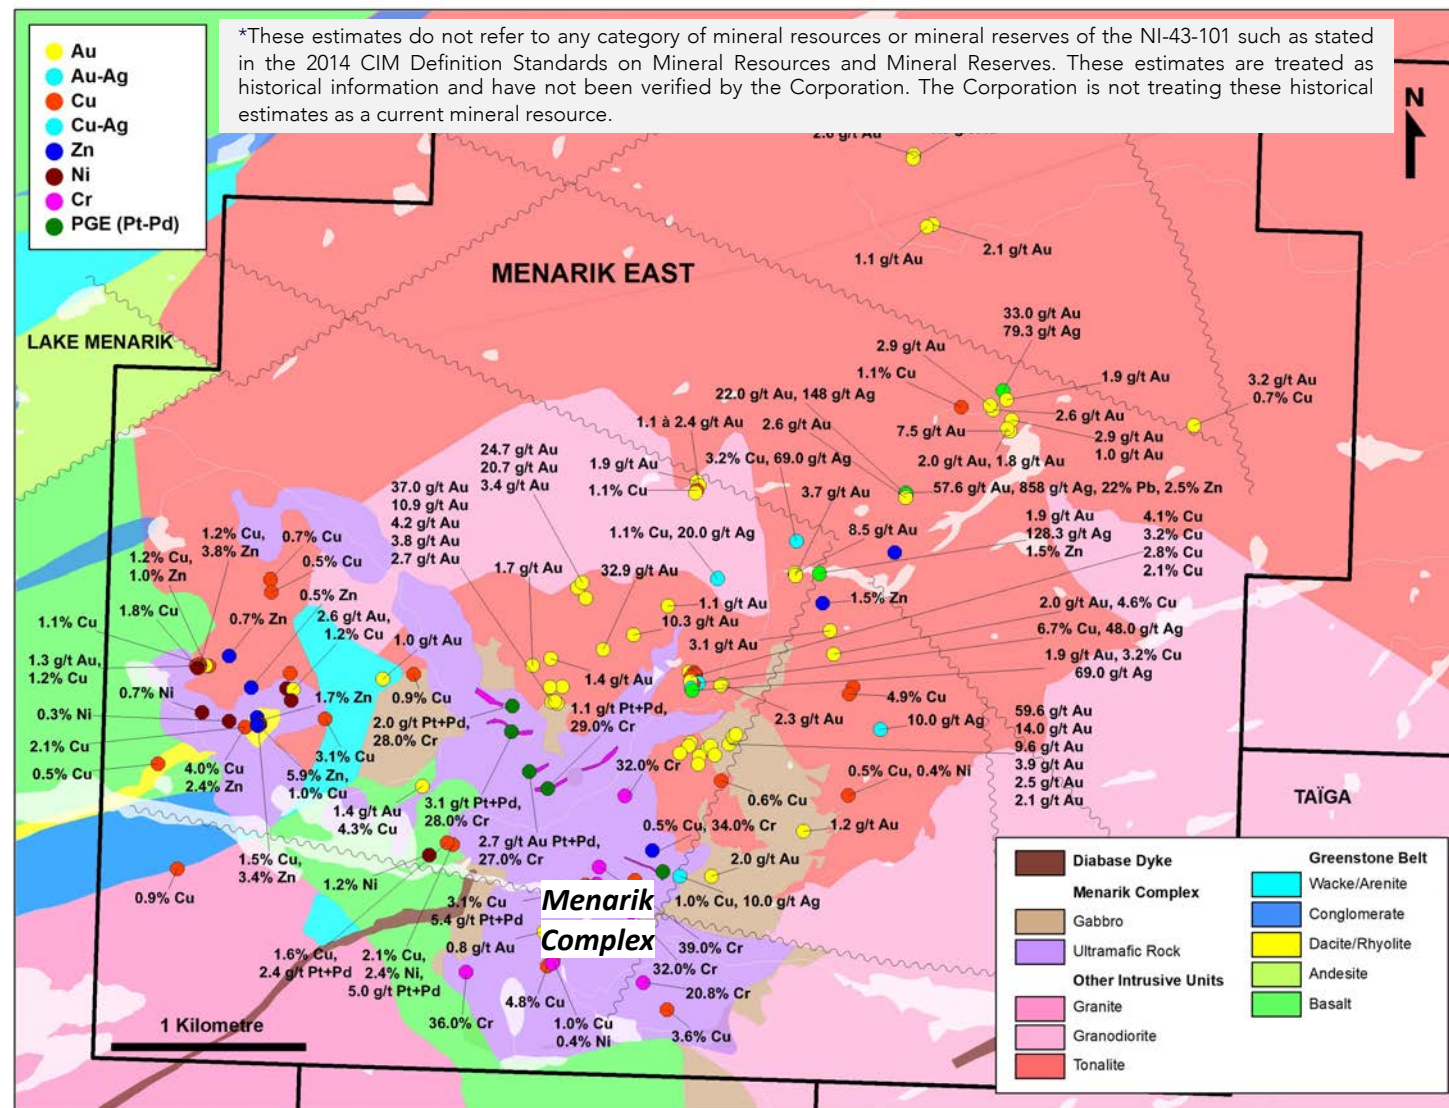 *These estimates do not refer to any category of mineral resources or mineral reserves of the NI-43-101 such as stated
in the 2014 CIM Definition Standards on Mineral Resources and Mineral Reserves. These estimates are treated as
historical information and have not been verified by the Corporation. The Corporation is not treating these historical
estimates as a current mineral resource.
Au
Au-Ag
Cu
Cu-Ag
Zn
Ni
Cr
PGE (Pt-Pd)
N
2.6 g/t Au
1.1 g/t Au
2.1 g/t Au
MENARIK EAST
LAKE MENARIK
33.0 g/t Au
79.3 g/t Ag
2.9 g/t Au
1.1% Cu
1.9 g/t Au
3.2 g/t Au
0.7% Cu
22.0 g/t Au, 148 g/t Ag
2.6 g/t Au
1.1 à 2.4 g/t Au
2.6 g/t Au
7.5 g/t Au
2.9 g/t Au
1.0 g/t Au
24.7 g/t Au
20.7 g/t Au
3.4 g/t Au
1.9 g/t Au
1.1% Cu
3.2% Cu, 69.0 g/t Ag
2.0 g/t Au, 1.8 g/t Au
57.6 g/t Au, 858 g/t Ag, 22% Pb, 2.5% Zn
37.0 g/t Au
10.9 g/t Au
4.2 g/t Au
3.8 g/t Au
2.7 g/t Au
3.7 g/t Au
8.5 g/t Au
1.9 g/t Au
128.3 g/t Ag
1.5% Zn
4.1% Cu
3.2% Cu
2.8% Cu
2.1% Cu
1.1% Cu, 20.0 g/t Ag
1.2% Cu,
3.8% Zn
0.7% Cu
1.2% Cu,
1.0% Zn
0.5% Cu
1.7 g/t Au
32.9 g/t Au
1.8% Cu
0.5% Zn
1.5% Zn
1.1% Cu
0.7% Zn
2.6 g/t Au,
1.2% Cu
1.0 g/t Au
1.1 g/t Au
10.3 g/t Au
3.1 g/t Au
2.0 g/t Au, 4.6% Cu
6.7% Cu, 48.0 g/t Ag
1.9 g/t Au, 3.2% Cu
69.0 g/t Ag
1.3 g/t Au,
1.2% Cu
0.7% Ni
1.7% Zn
0.9% Cu
1.4 g/t Au
4.9% Cu
0.3% Ni
2.0 g/t Pt+Pd,
28.0% Cr
1.1 g/t Pt+Pd,
29.0% Cr
2.3 g/t Au
10.0 g/t Ag
59.6 g/t Au
14.0 g/t Au
9.6 g/t Au
3.9 g/t Au
2.5 g/t Au
2.1 g/t Au
2.1% Cu
3.1% Cu
0.5% Cu
4.0% Cu
2.4% Zn
5.9% Zn,
1.0% Cu
32.0% Cr
0.5% Cu, 0.4% Ni
TAÏGA
1.4 g/t Au
4.3% Cu
3.1 g/t Pt+Pd,
28.0% Cr
0.6% Cu
2.7 g/t Au Pt+Pd,
27.0% Cr
0.5% Cu, 34.0% Cr
1.2 g/t Au
1.5% Cu,
3.4% Zn
1.2% Ni
2.0 g/t Au
0.9% Cu
3.1% Cu
5.4 g/t Pt+Pd
Menarik
Complex
1.0% Cu, 10.0 g/t Ag
0.8 g/t Au
39.0% Cr
32.0% Cr
1.6% Cu,
2.4 g/t Pt+Pd
2.1% Cu,
2.4% Ni,
5.0 g/t Pt+Pd
20.8% Cr
4.8% Cu
36.0% Cr
1.0% Cu
0.4% Ni
3.6% Cu
1 Kilometre
Diabase Dyke
Menarik Complex
Gabbro
Ultramafic Rock
Other Intrusive Units
Granite
Granodiorite
Tonalite
Greenstone Belt
Wacke/Arenite
Conglomerate
Dacite/Rhyolite
Andesite
Basalt